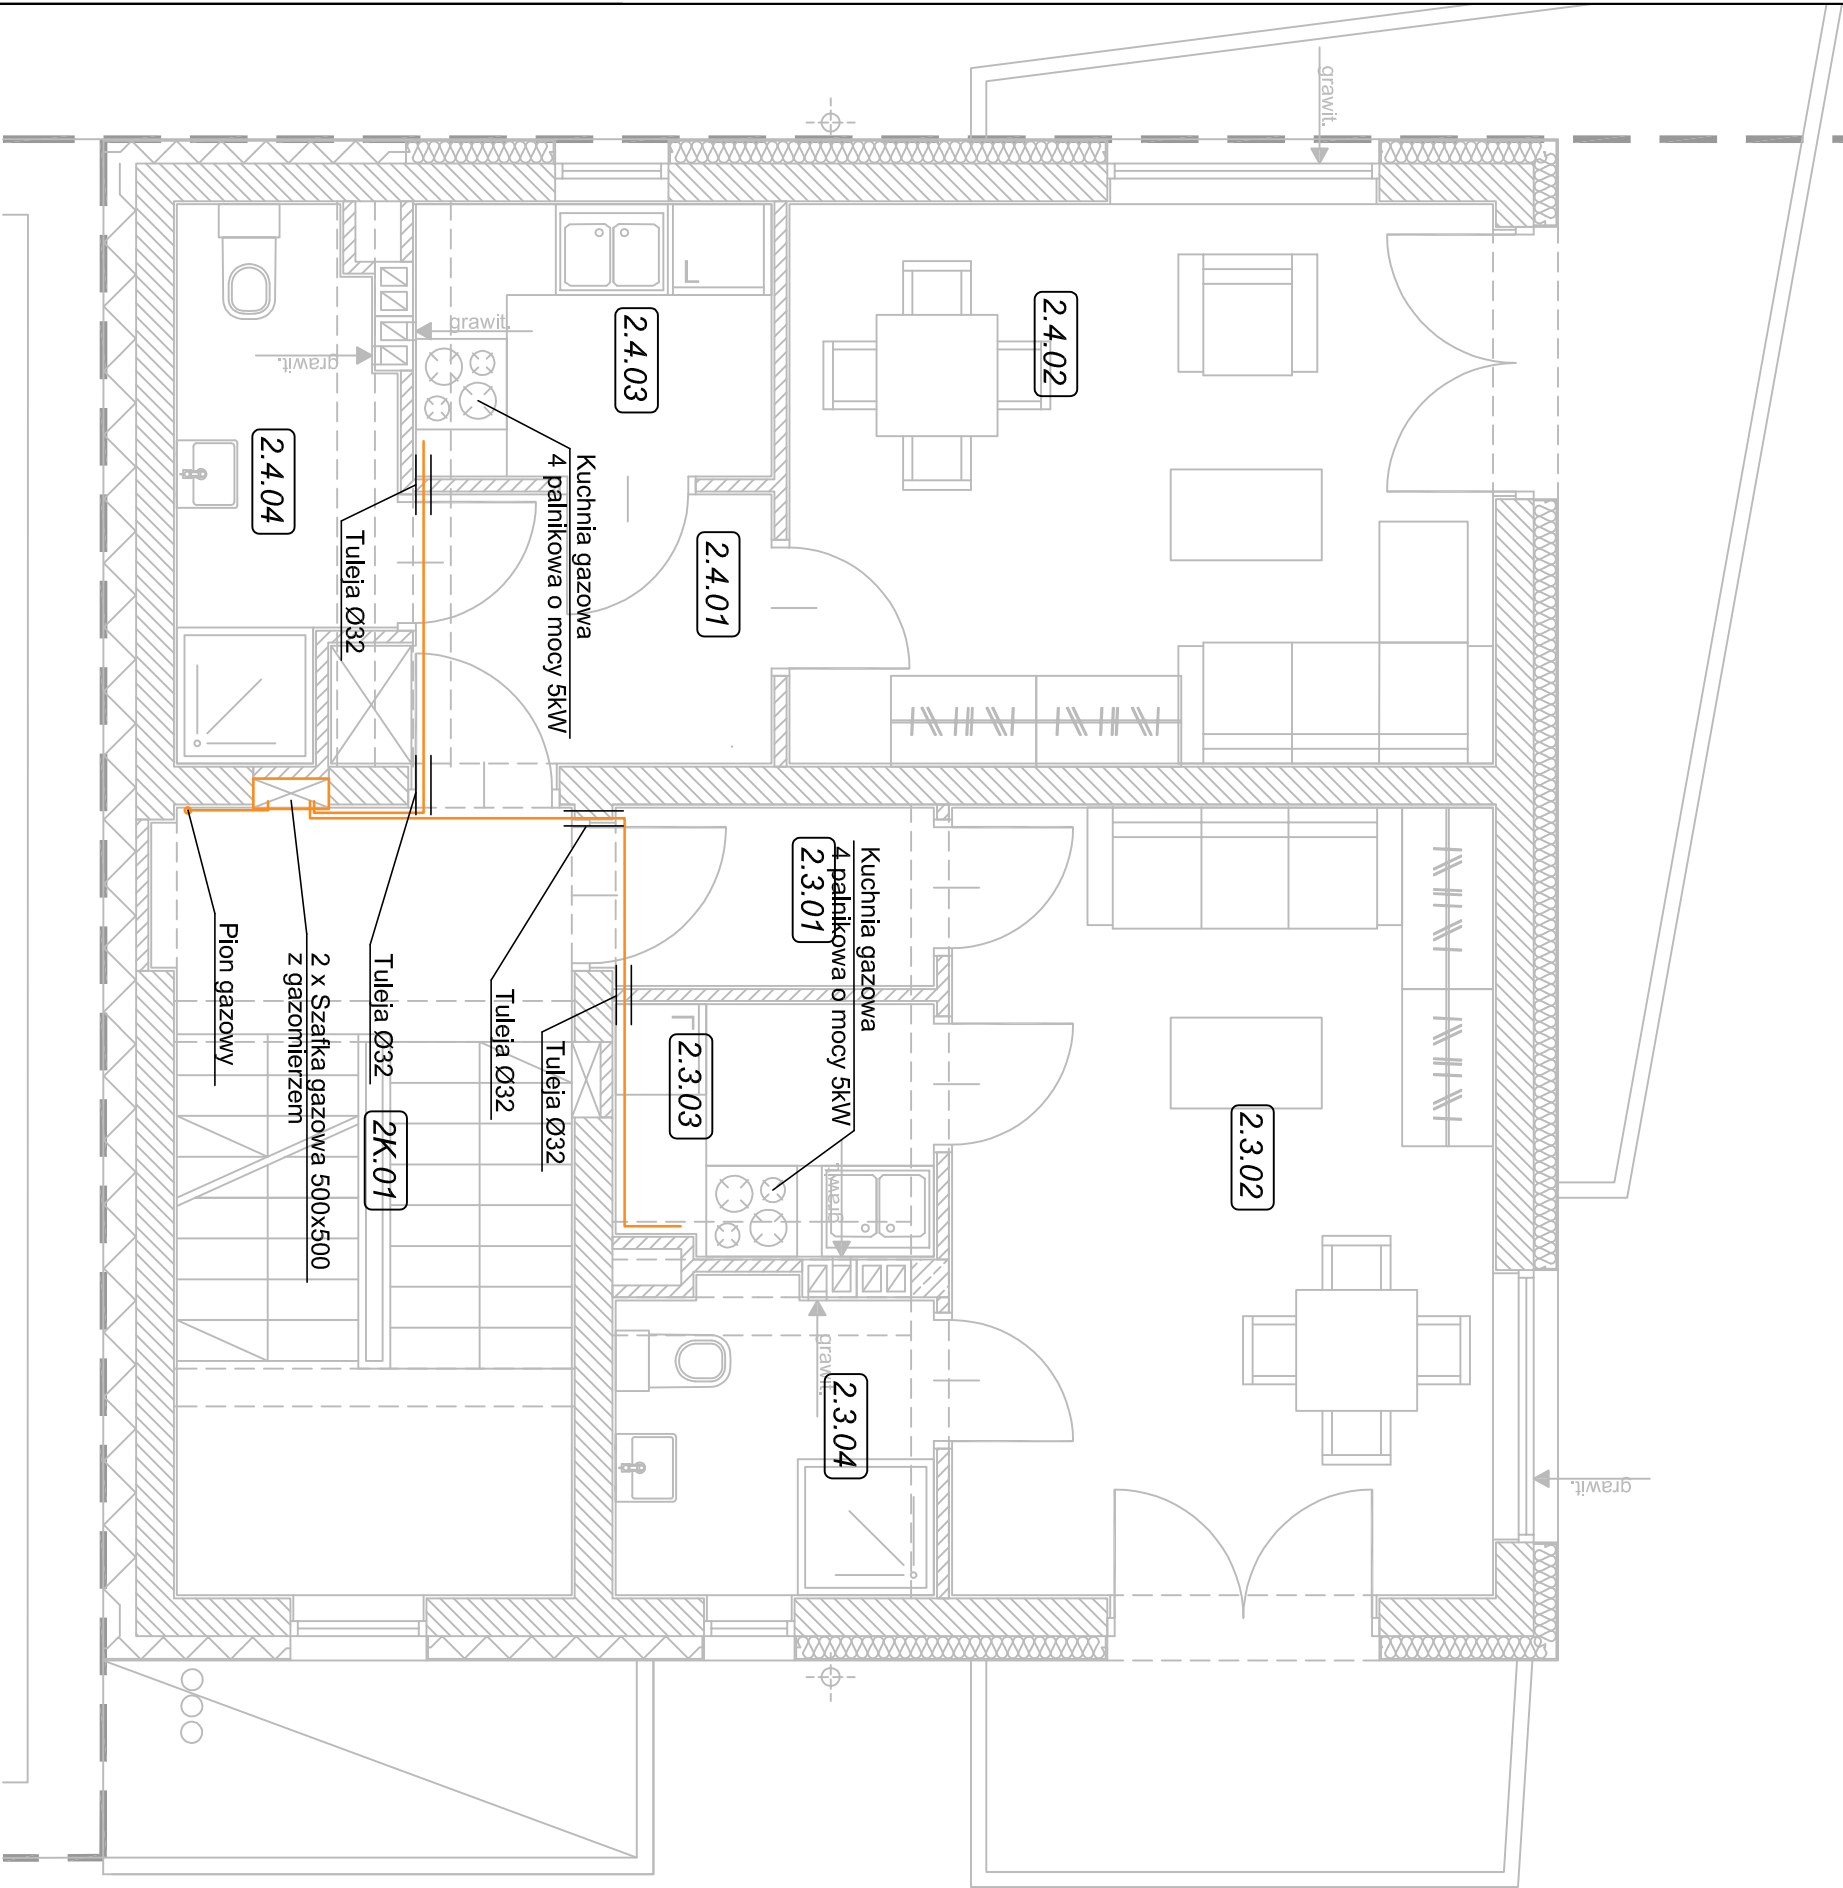 grawit.
2.4.02
2.4.03
L
grawit.
grawit.
2.4.04
Kuchnia gazowa
4 palnikowa o mocy 5kW
Tuleja Ø32
2.4.01
2.3.01
Kuchnia gazowa
4 palnikowa o mocy 5kW
Pion gazowy
2 x Szafka gazowa 500x500
z gazomierzem
Tuleja Ø32
Tuleja Ø32
Tuleja Ø32
L
2.3.03
2K.01
2.3.02
grawit.
grawit.
2.3.04
grawit.